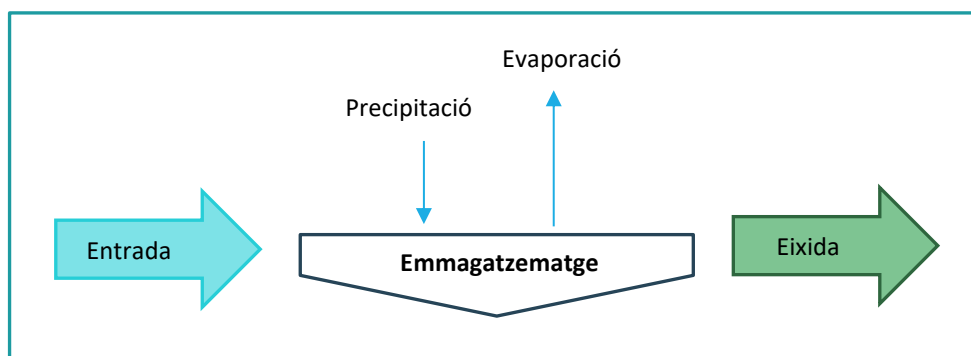 Evaporació
Precipitació
Entrada
Emmagatzematge
Eixida